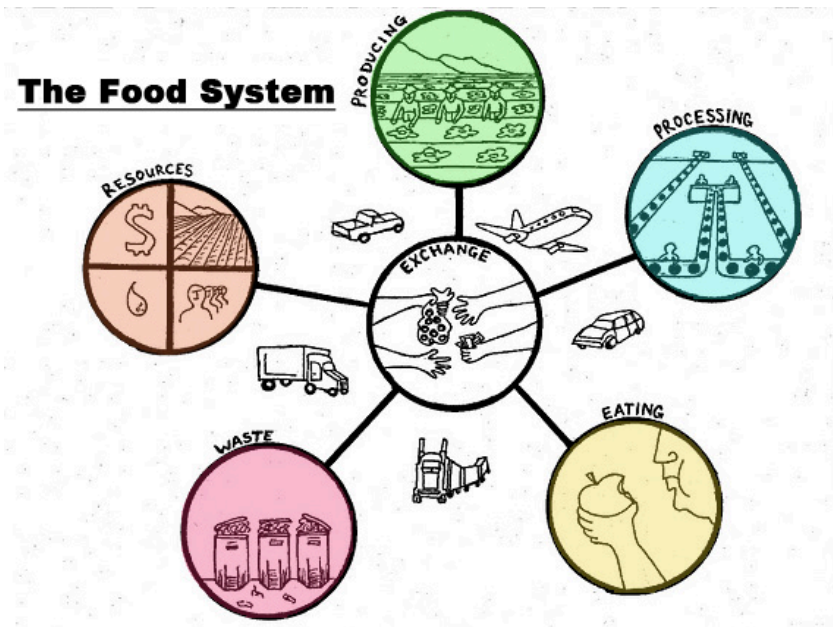 The Food System
PRODUCING
PROCESSING
RESOURCES
$
EXCHANGE
EATING
WASTE